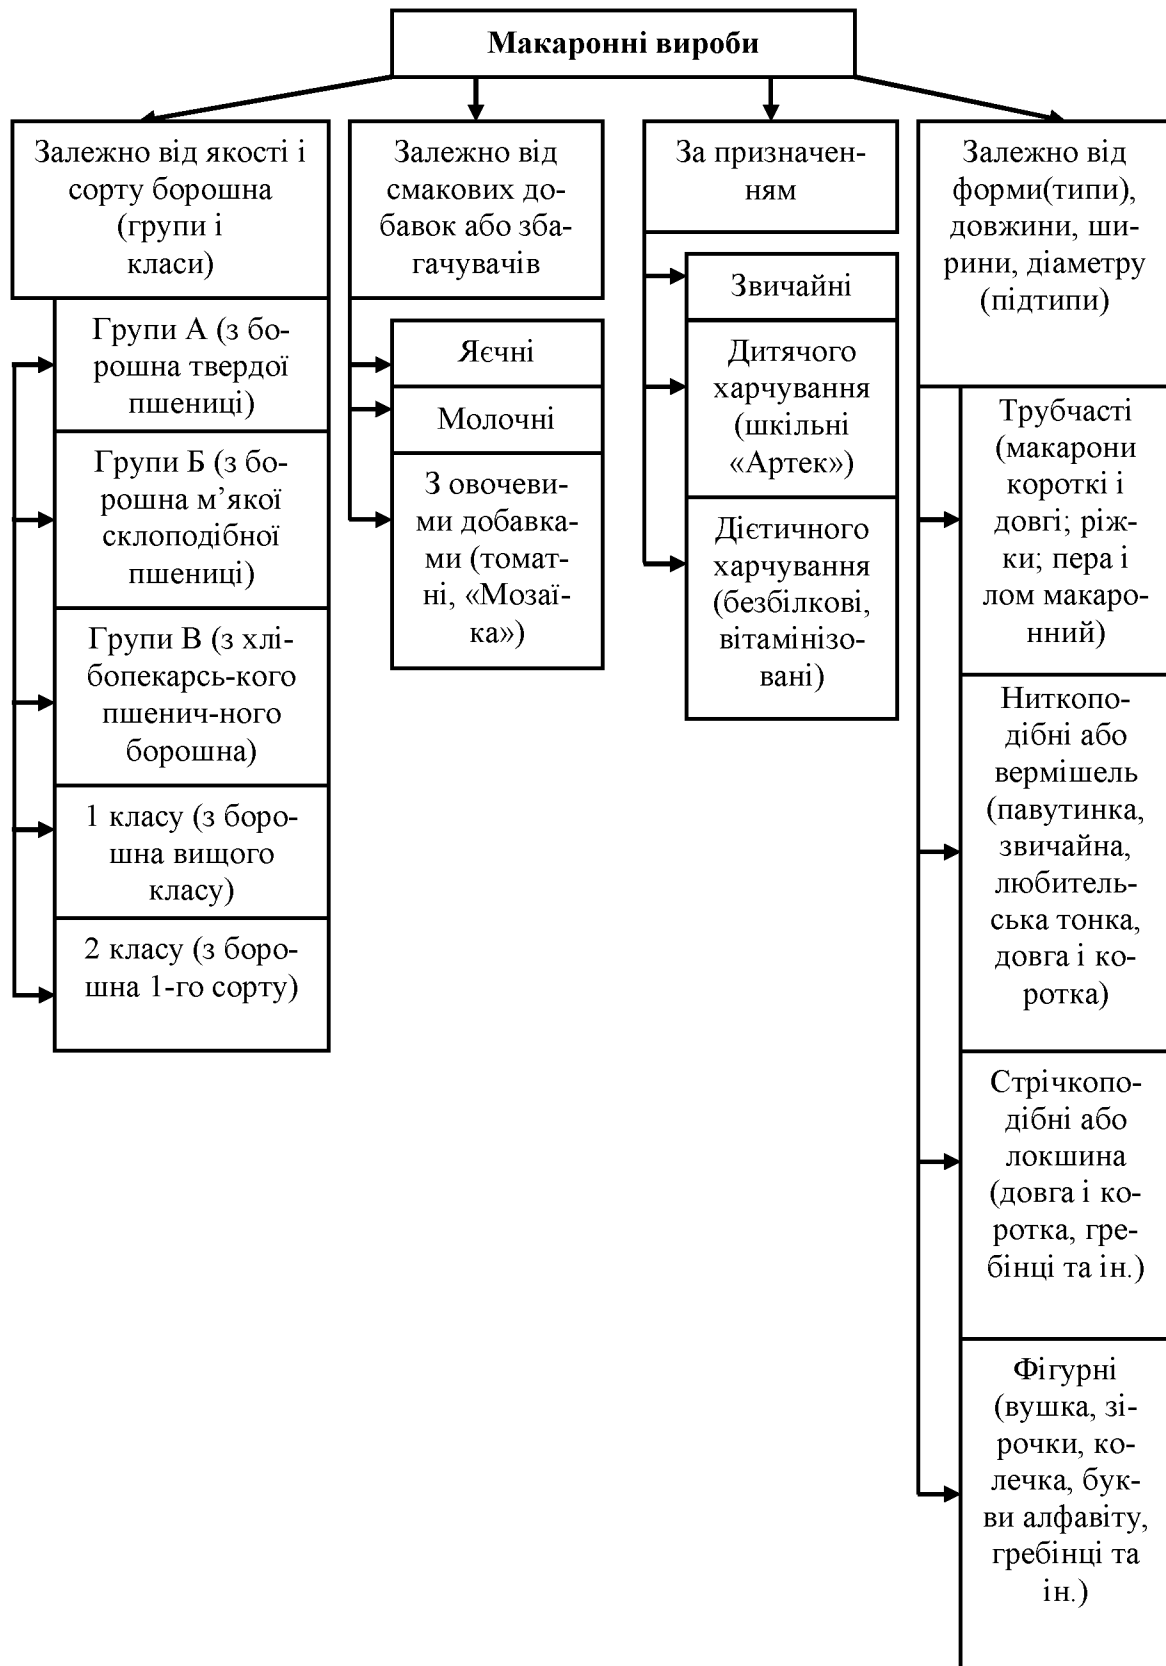 Макаронні вироби
Залежно від якості і
сорту борошна
(групи і
класи)
Групи А (з бо-
рошна твердої
пшениці)
Групи Б (з бо-
рошна м’якої
склоподібної
пшениці)
Групи В (з хлі-
бопекарсь-кого
пшенич-ного
борошна)
1 класу (з боро-
шна вищого
класу)
2 класу (з боро-
шна 1-го сорту)
Залежно від
смакових до-
бавок або зба-
гачувачів
Яєчні
Молочні
З овочеви-
ми добавка-
ми (томат-
ні, «Мозаї-
ка»)
За призначен-
ням
Звичайні
Дитячого
харчування
(шкільні
«Артек»)
Дієтичного
харчування
(безбілкові,
вітамінізо-
вані)
Залежно від
форми(типи),
довжини, ши-
рини, діаметру
(підтипи)
Трубчасті
(макарони
короткі і
довгі; ріж-
ки; пера і
лом макаро-
нний)
Ниткопо-
дібні або
вермішель
(павутинка,
звичайна,
любитель-
ська тонка,
довга і ко-
ротка)
Стрічкопо-
дібні або
локшина
(довга і ко-
ротка, гре-
бінці та ін.)
Фігурні
(вушка, зі-
рочки, ко-
лечка, бук-
ви алфавіту,
гребінці та
ін.)